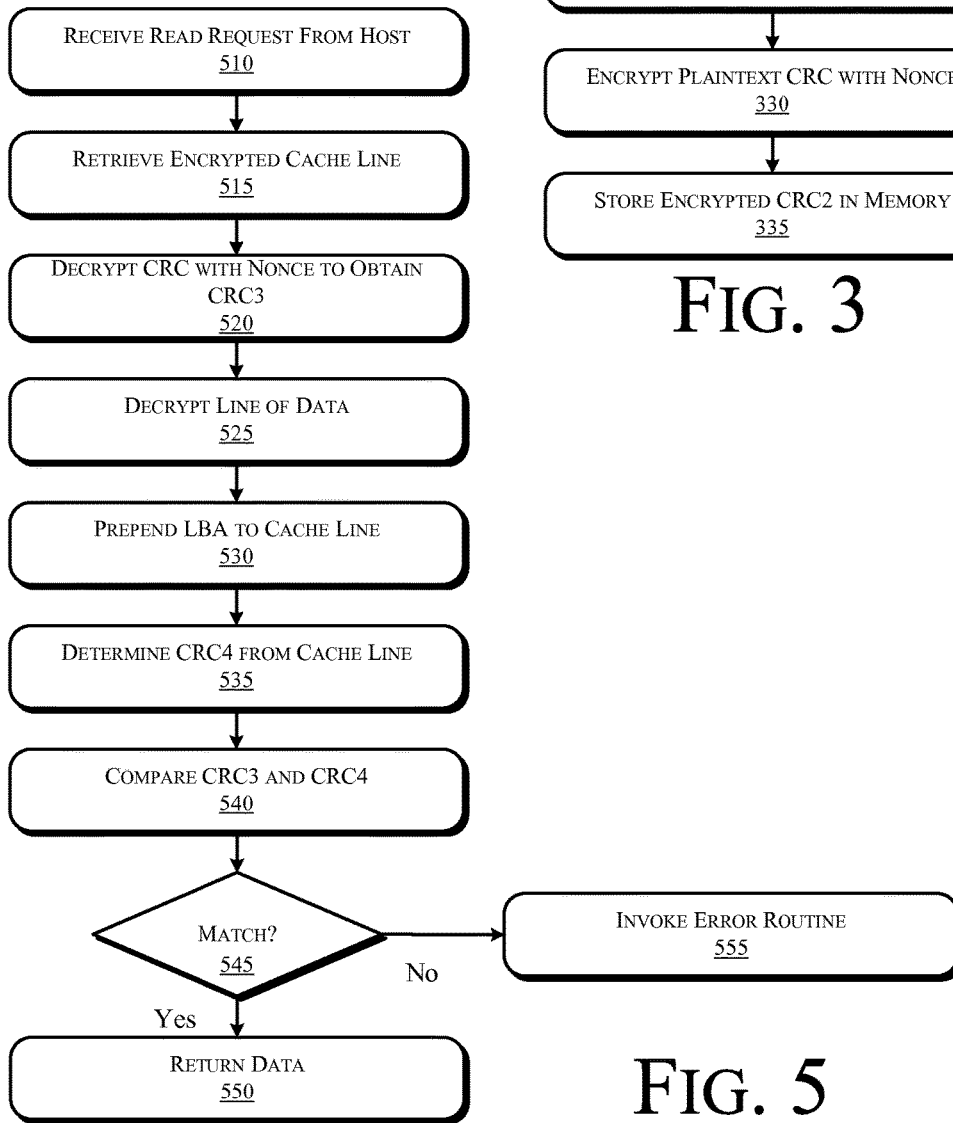 RECEIVE READ REQUEST FROM HOST
510
RETRIEVE ENCRYPTED CACHE LINE
515
DECRYPT CRC WITH NONCE TO OBTAIN
CRC3
520
DECRYPT LINE OF DATA
525
PREPEND LBA TO CACHE LINE
530
DETERMINE CRC4 FROM CACHE LINE
535
COMPARE CRC3 AND CRC4
540
MATCH?
545
No
Yes
INVOKE ERROR ROUTINE
555
RETURN DATA
550
FIG. 5
ENCRYPT PLAINTEXT CRC WITH NONCE
330
STORE ENCRYPTED CRC2 IN MEMORY
335
FIG. 3